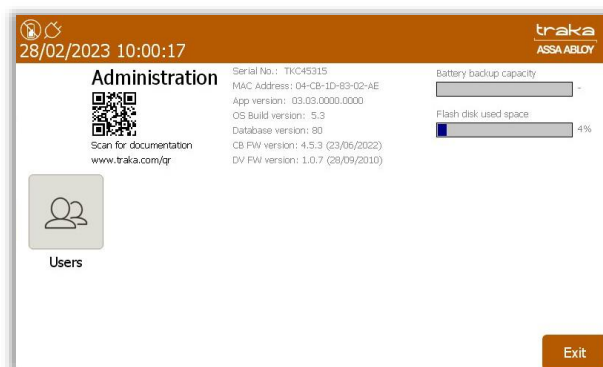 28/02/2023 10:00:17
traka
ASSA ABLOY
Administration
Scan for documentation
www.traka.com/qr
Serial No.: TKC45315
MAC Address: 04-CB-1D-83-02-AE
App version: 03.03.0000.0000
OS Build version: 5.3
Database version: 80
CB FW version: 4.5.3 (23/06/2022)
DV FW version: 1.0.7 (28/09/2010)
Battery backup capacity
-
Flash disk used space
4%
Users
Exit